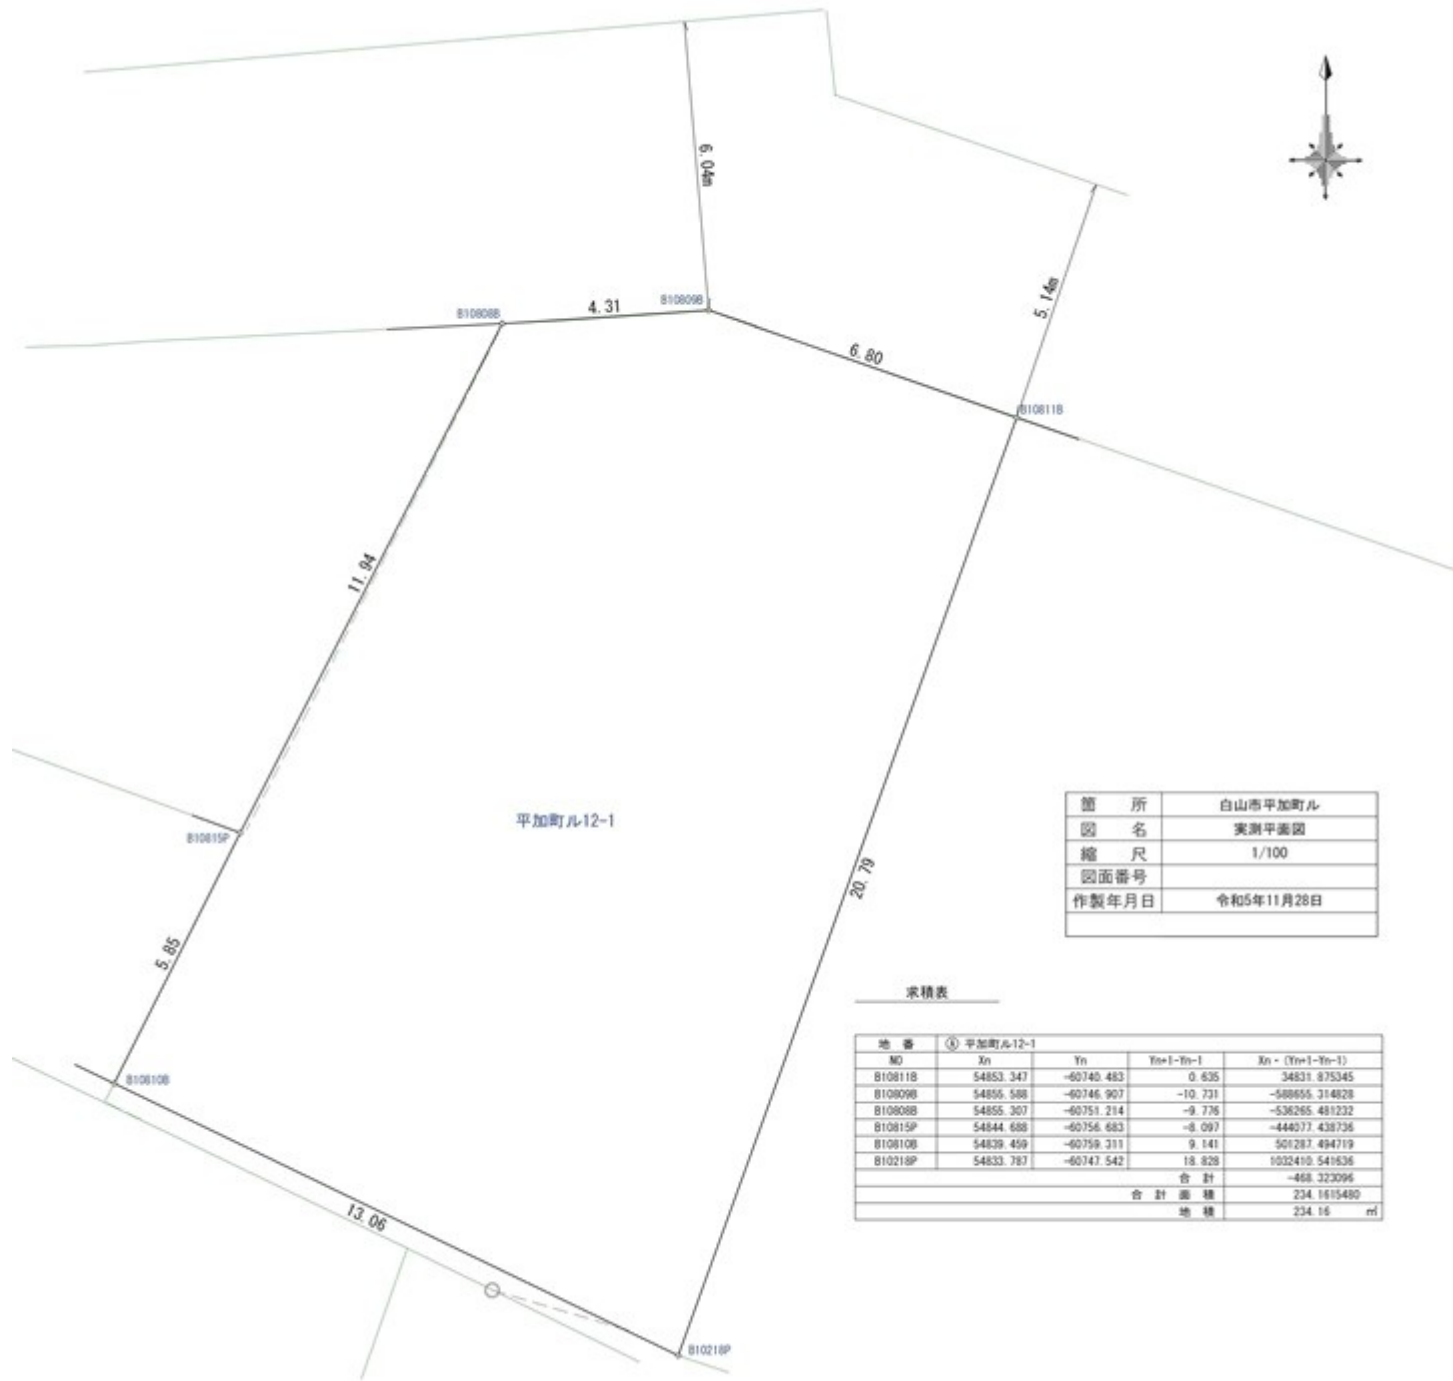 6.04m
B10808B
4.31
B10809B
5.14m
6.80
B10811B
11.94
平加町ル12-1
B10815P
20.79
5.85
B10810B
13.06
B10218P
箇 所 白山市平加町ル
図 名 実測平面図
縮 尺 1/100
図面番号
作製年月日 令和5年11月28日
求積表
地 番 Ⓐ 平加町ル12-1
NO Xn Yn Yn+1-Yn-1 Xn・(Yn+1-Yn-1)
B10811B 54853.347 -60740.483 0.635 34831.875345
B10809B 54855.588 -60746.907 -10.731 -588655.314828
B10808B 54855.307 -60751.214 -9.776 -536265.481232
B10815P 54844.688 -60756.683 -8.097 -444077.438736
B10810B 54839.459 -60759.311 9.141 501287.494719
B10218P 54833.787 -60747.542 18.828 1032410.541636
合 計 -468.323096
合 計 面 積 234.1615480
地 積 234.16 ㎡